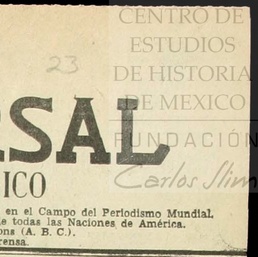 CENTRO DE
ESTUDIOS
DE HISTORIA
DE MEXICO
FUNDACIÓN
Carlos Slim
23
RSAL
ICO
en el Campo del Periodismo Mundial.
e todas las Naciones de América.
ons (A. B. C.).
rensa.